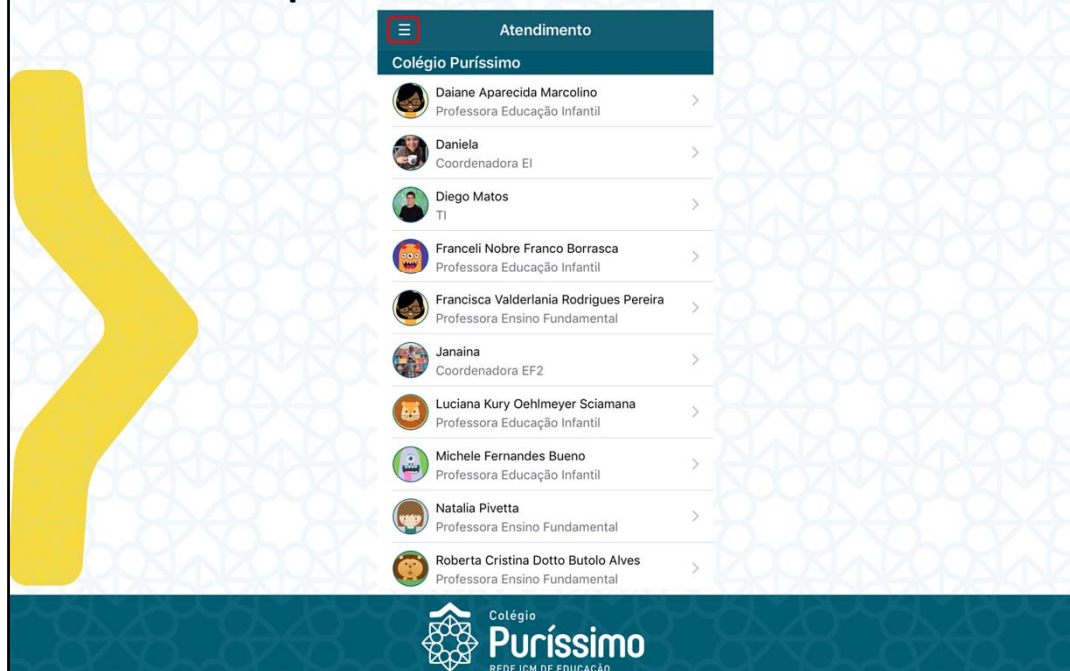 Atendimento
Colégio Puríssimo
Daiane Aparecida Marcolino
Professora Educação Infantil
Daniela
Coordenadora EI
Diego Matos
TI
Franceli Nobre Franco Borrasca
Professora Educação Infantil
Francisca Valderlania Rodrigues Pereira
Professora Ensino Fundamental
Janaina
Coordenadora EF2
Luciana Kury Oehlmeyer Sciamana
Professora Educação Infantil
Michele Fernandes Bueno
Professora Educação Infantil
Natalia Pivetta
Professora Ensino Fundamental
Roberta Cristina Dotto Butolo Alves
Professora Ensino Fundamental
Colégio
Puríssimo
REDE ICM DE EDUCAÇÃO